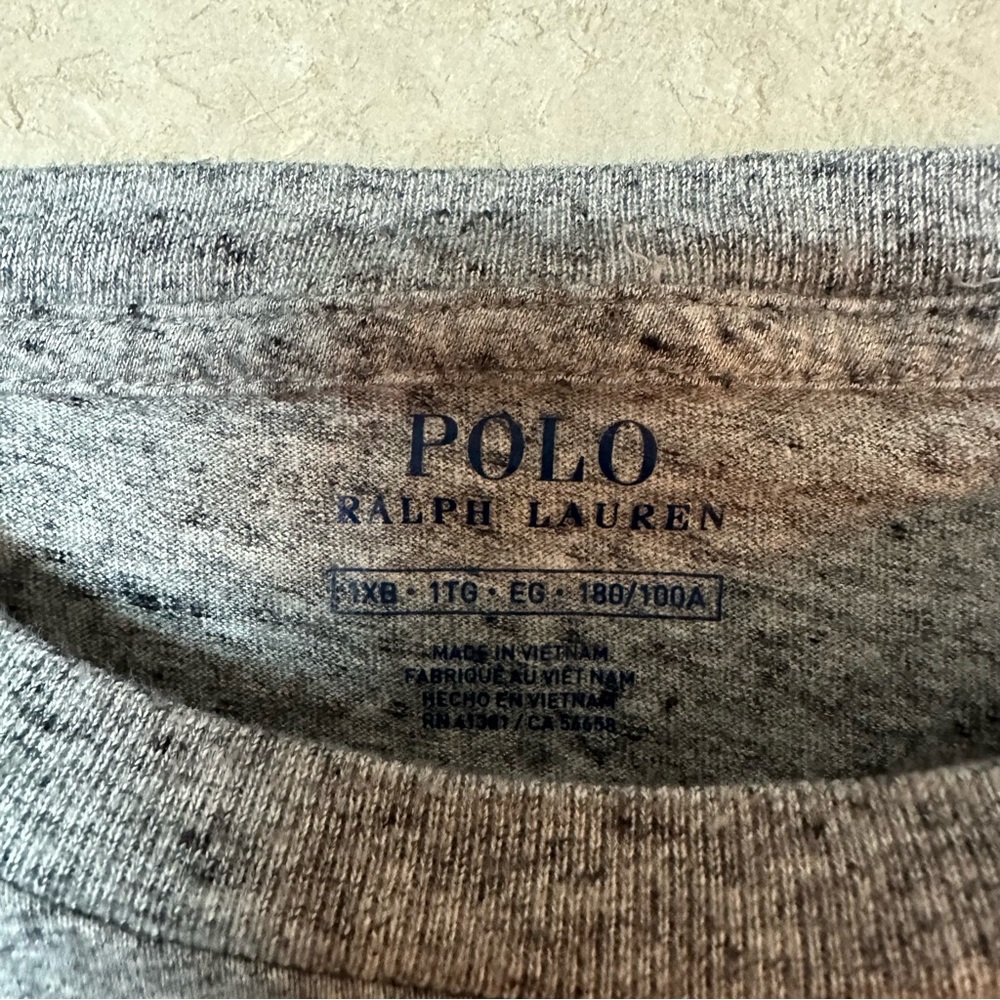 POLO
RALPH LAUREN
1XB · 1TG · EG · 180/100A
MADE IN VIETNAM
FABRIQUÉ AU VIET NAM
HECHO EN VIETNAM
RN 41381 / CA 56658